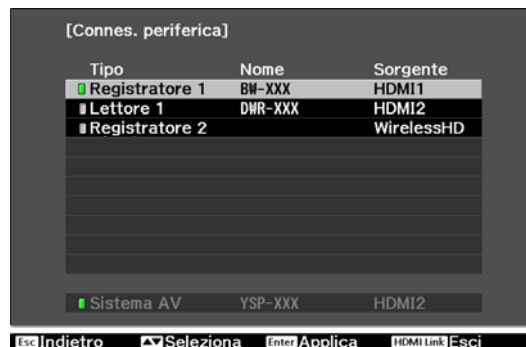 [Connes. periferica]
Tipo Nome Sorgente
Registratore 1 BW-XXX HDMI1
Lettore 1 DWR-XXX HDMI2
Registratore 2 WirelessHD
Sistema AV YSP-XXX HDMI2
Esc Indietro Seleziona Enter Applica HDMI Link Esci